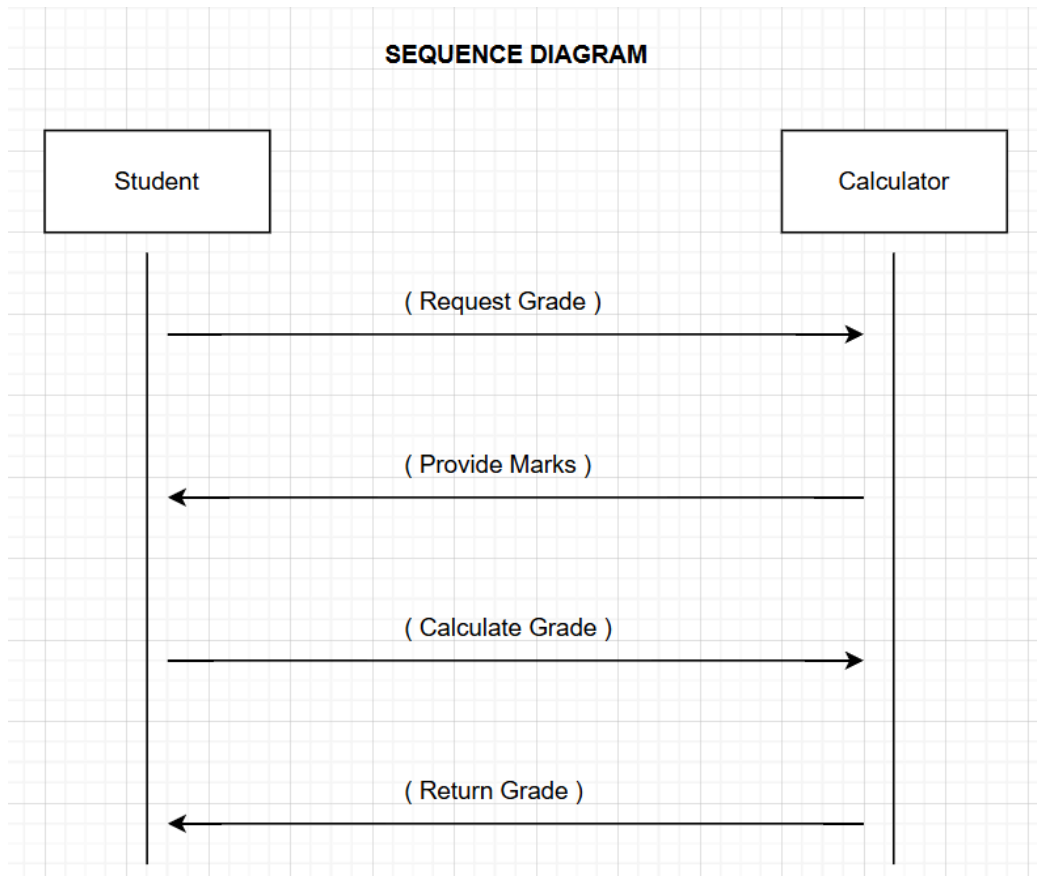 SEQUENCE DIAGRAM
Student
Calculator
( Request Grade )
( Provide Marks )
( Calculate Grade )
( Return Grade )